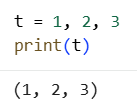 t = 1, 2, 3
print(t)
(1, 2, 3)